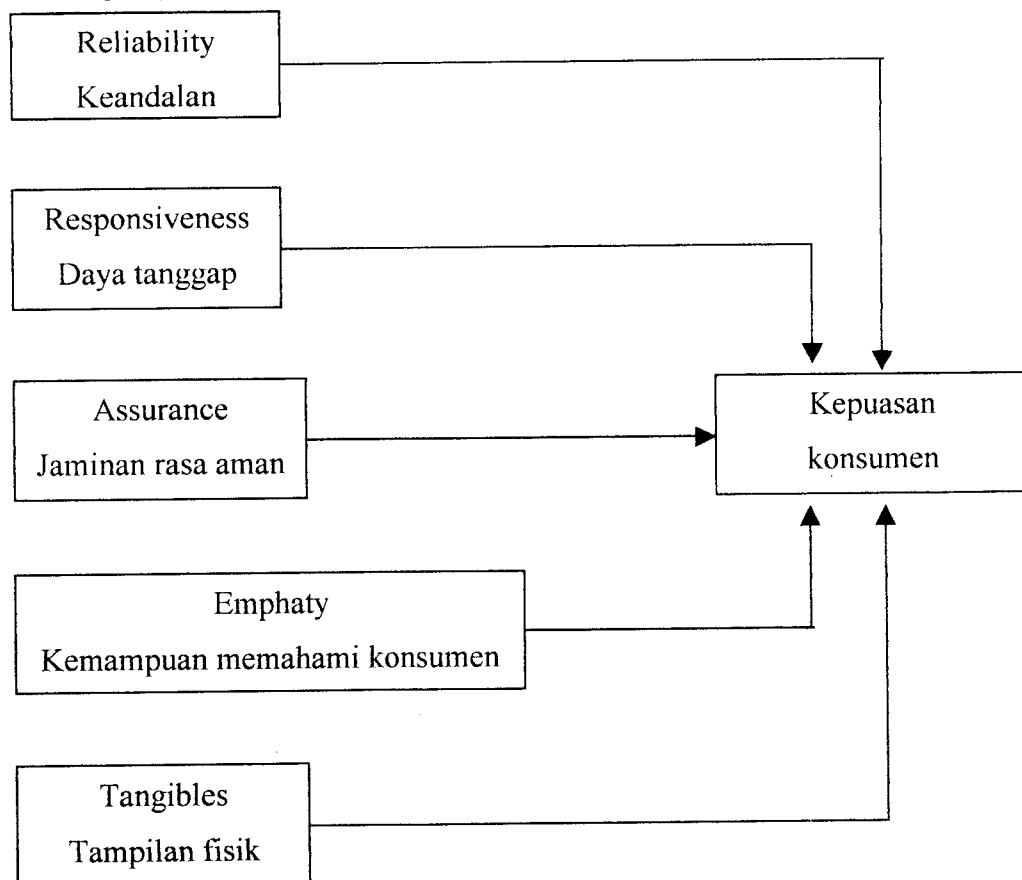 Reliability
Keandalan
Responsiveness
Daya tanggap
Assurance
Jaminan rasa aman
Kepuasan
konsumen
Emphaty
Kemampuan memahami konsumen
Tangibles
Tampilan fisik